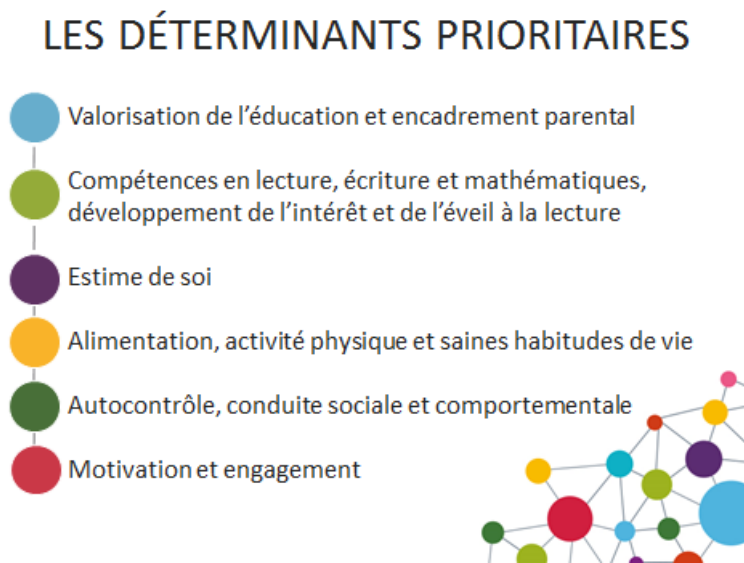 LES DÉTERMINANTS PRIORITAIRES
Valorisation de l'éducation et encadrement parental
Compétences en lecture, écriture et mathématiques,
développement de l'intérêt et de l'éveil à la lecture
Estime de soi
Alimentation, activité physique et saines habitudes de vie
Autocontrôle, conduite sociale et comportementale
Motivation et engagement